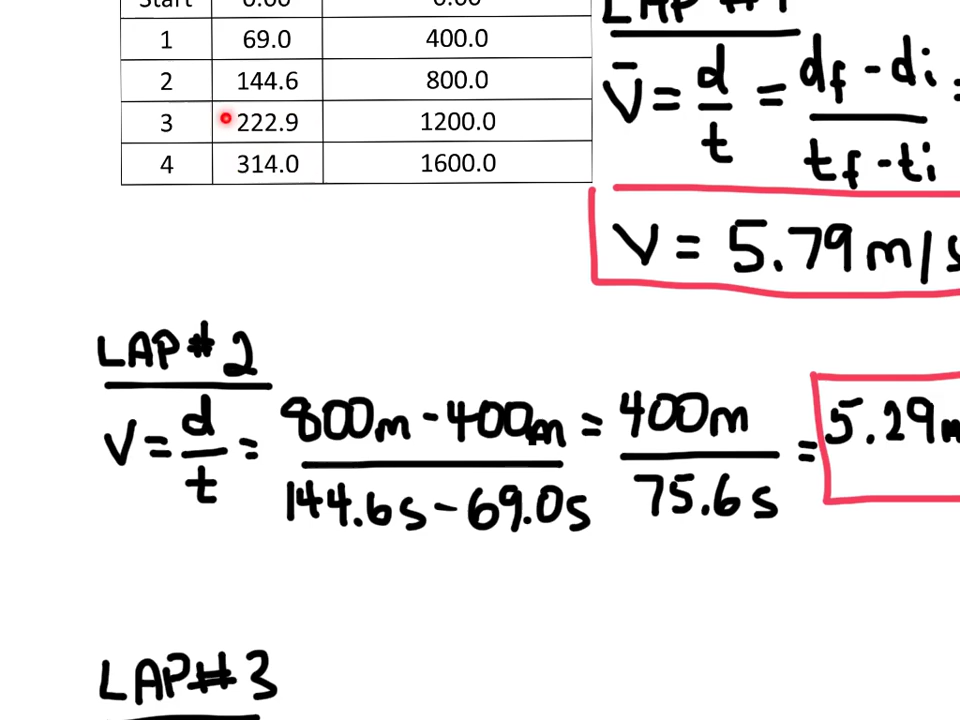 Start 0.00 0.00
1 69.0 400.0
2 144.6 800.0
3 222.9 1200.0
4 314.0 1600.0
LAP #1
V̄ = d/t = df - di / tf - ti =
V = 5.79 m/s
LAP # 2
V = d/t = 800m - 400m / 144.6s - 69.0s = 400m / 75.6s = 5.29m
LAP # 3